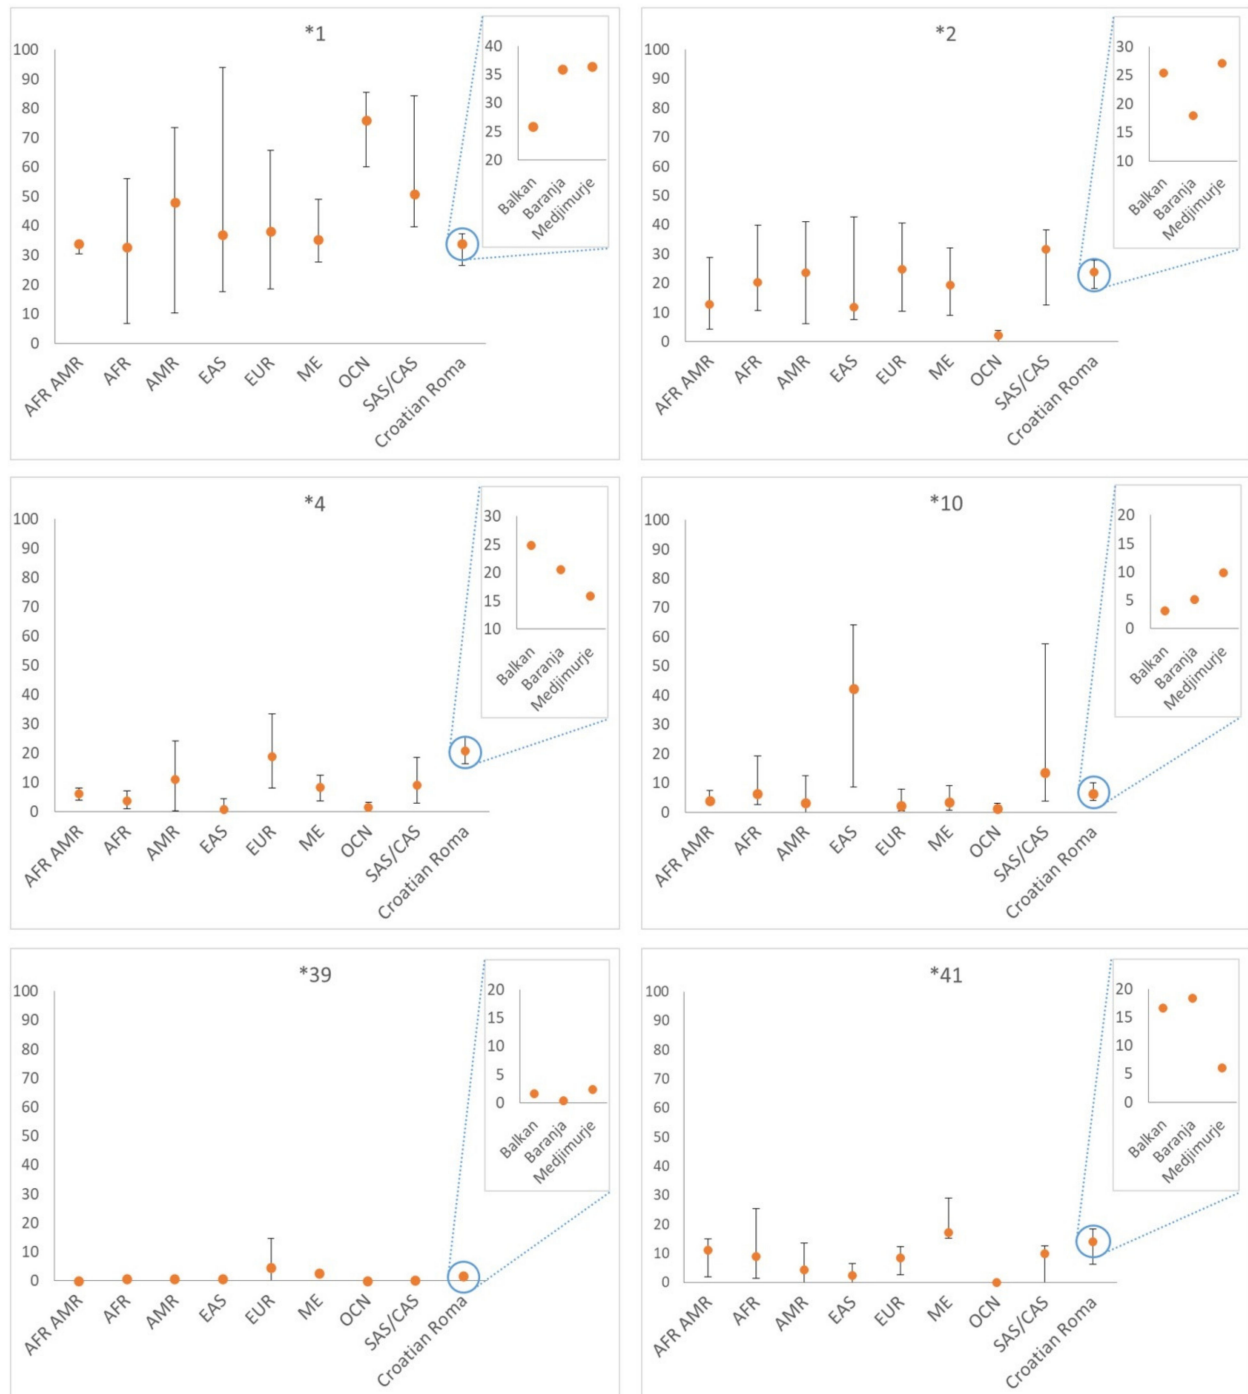 *1
100
90
80
70
60
50
40
30
20
10
0
AFR AMR
AFR
AMR
EAS
EUR
ME
OCN
SAS/CAS
Croatian Roma
40
35
30
25
20
Balkan
Baranja
Medjimurje
*2
100
90
80
70
60
50
40
30
20
10
0
AFR AMR
AFR
AMR
EAS
EUR
ME
OCN
SAS/CAS
Croatian Roma
30
25
20
15
10
Balkan
Baranja
Medjimurje
*4
100
90
80
70
60
50
40
30
20
10
0
AFR AMR
AFR
AMR
EAS
EUR
ME
OCN
SAS/CAS
Croatian Roma
30
25
20
15
10
Balkan
Baranja
Medjimurje
*10
100
90
80
70
60
50
40
30
20
10
0
AFR AMR
AFR
AMR
EAS
EUR
ME
OCN
SAS/CAS
Croatian Roma
20
15
10
5
0
Balkan
Baranja
Medjimurje
*39
100
90
80
70
60
50
40
30
20
10
0
AFR AMR
AFR
AMR
EAS
EUR
ME
OCN
SAS/CAS
Croatian Roma
20
15
10
5
0
Balkan
Baranja
Medjimurje
*41
100
90
80
70
60
50
40
30
20
10
0
AFR AMR
AFR
AMR
EAS
EUR
ME
OCN
SAS/CAS
Croatian Roma
20
15
10
5
0
Balkan
Baranja
Medjimurje